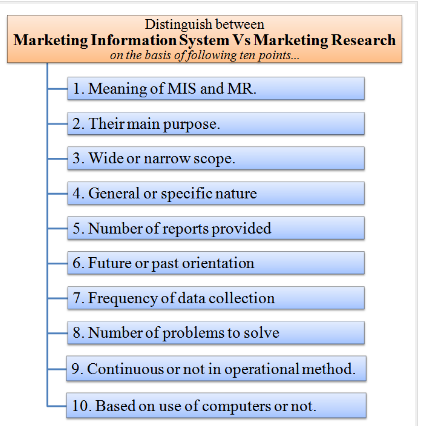 Distinguish between
Marketing Information System Vs Marketing Research
on the basis of following ten points...
1. Meaning of MIS and MR.
2. Their main purpose.
3. Wide or narrow scope.
4. General or specific nature
5. Number of reports provided
6. Future or past orientation
7. Frequency of data collection
8. Number of problems to solve
9. Continuous or not in operational method.
10. Based on use of computers or not.